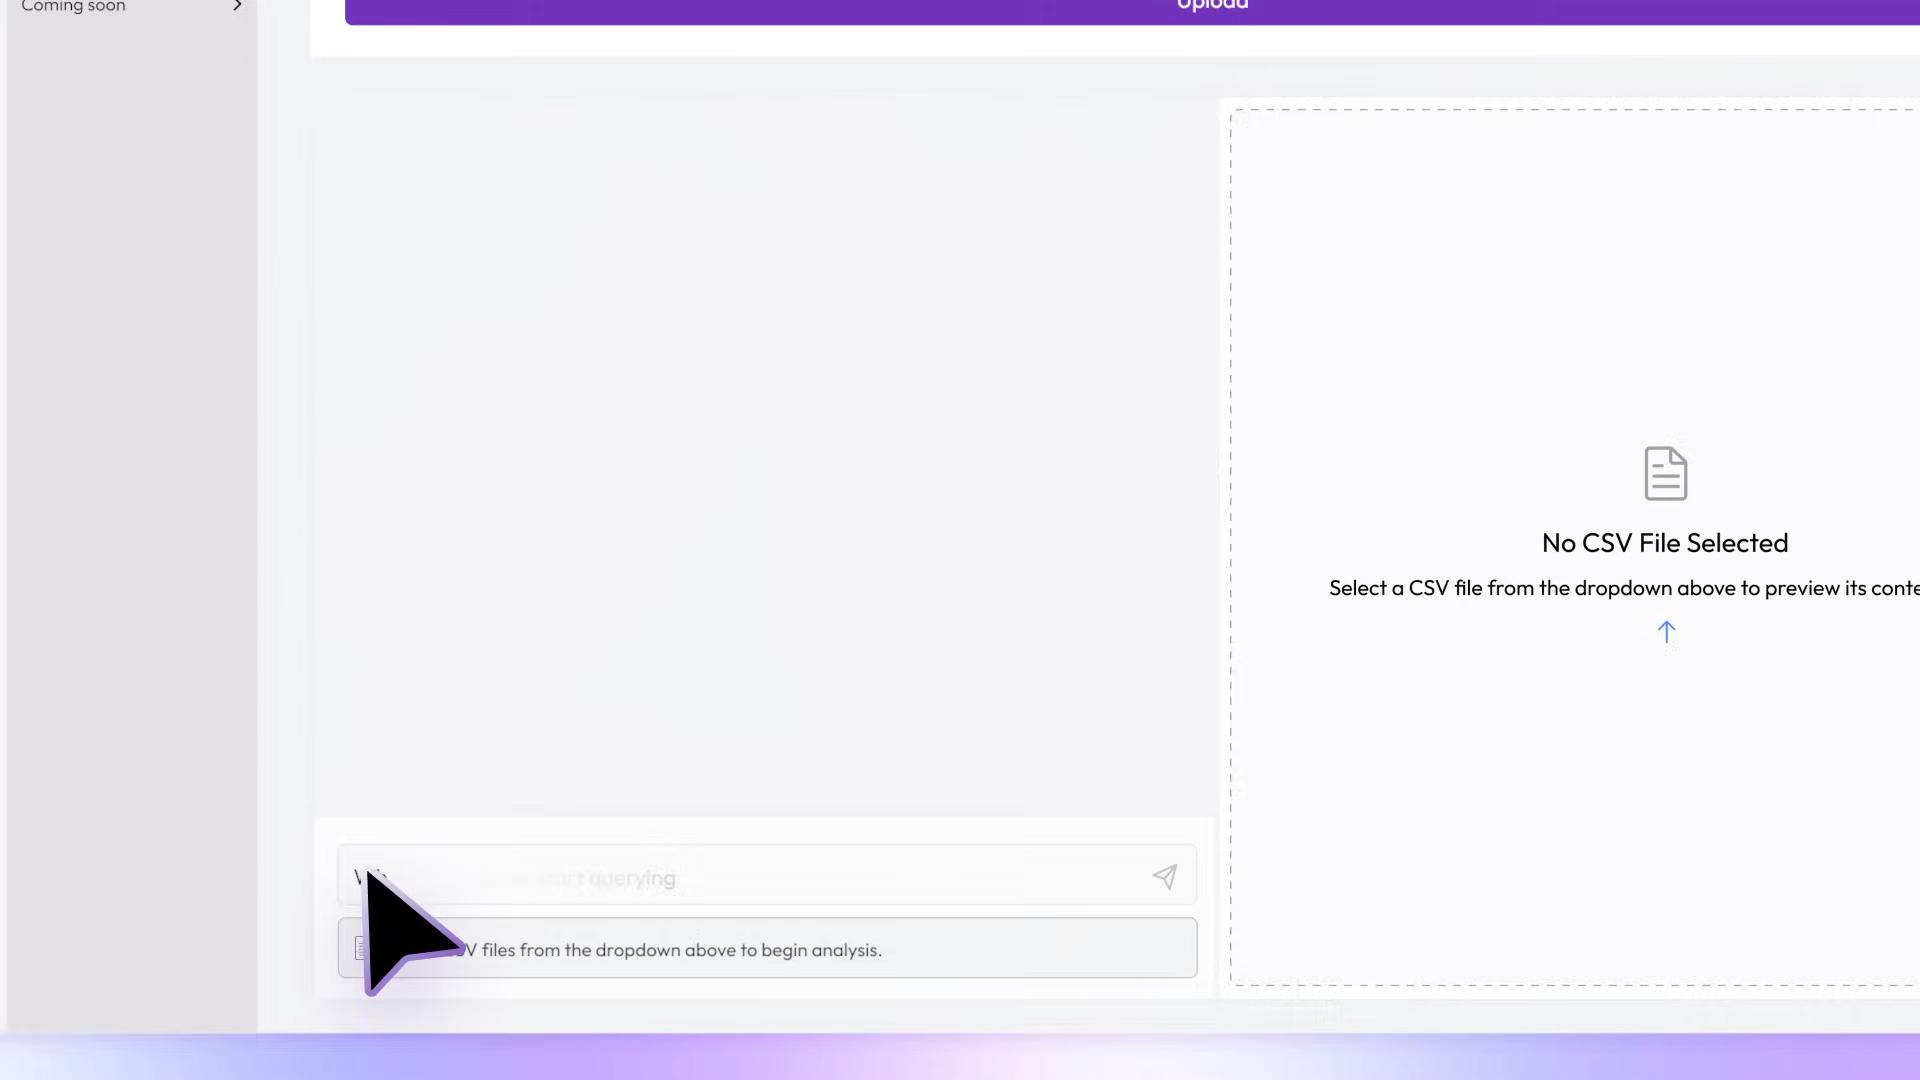 Coming soon
Upload
No CSV File Selected
Select a CSV file from the dropdown above to preview its conte
querying
V files from the dropdown above to begin analysis.